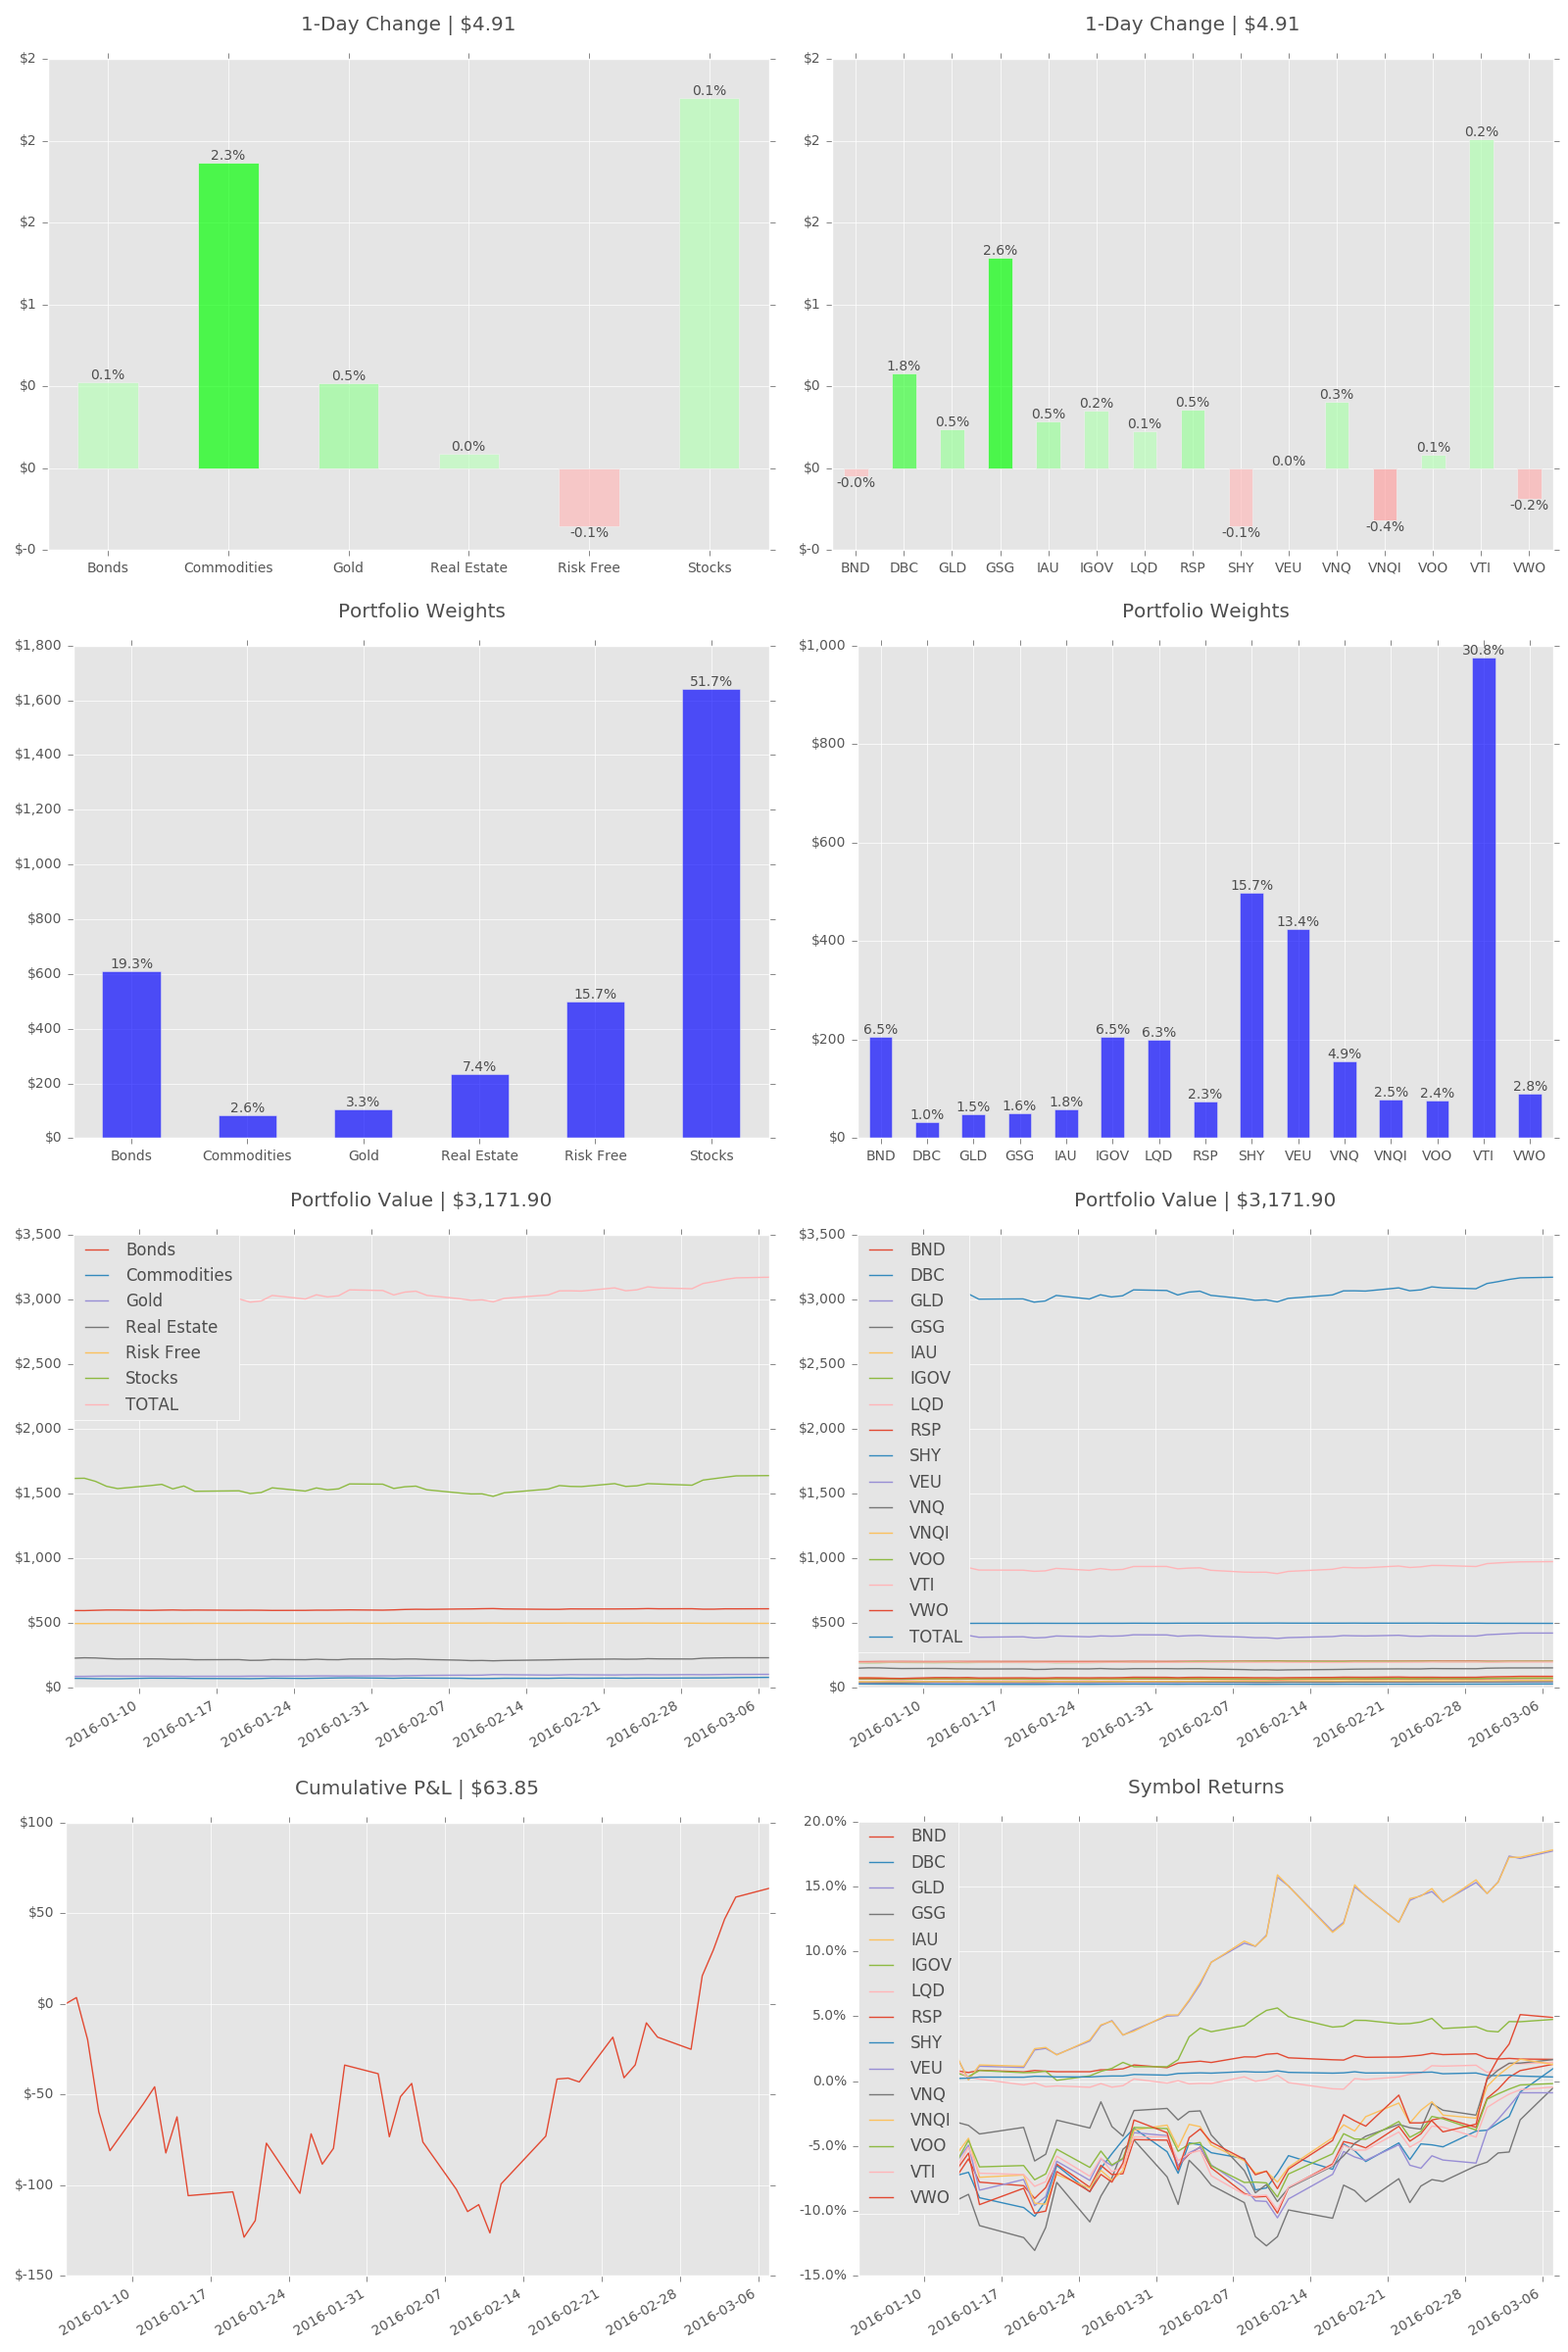 1-Day Change | $4.91
$2
$2
$2
$1
$0
$0
$-0
0.1%
2.3%
0.5%
0.0%
-0.1%
0.1%
Bonds Commodities Gold Real Estate Risk Free Stocks
1-Day Change | $4.91
$2
$2
$2
$1
$0
$0
$-0
-0.0% 1.8% 0.5% 2.6% 0.5% 0.2% 0.1% 0.5% -0.1% 0.0% 0.3% -0.4% 0.1% 0.2% -0.2%
BND DBC GLD GSG IAU IGOV LQD RSP SHY VEU VNQ VNQI VOO VTI VWO
Portfolio Weights
$1,800
$1,600
$1,400
$1,200
$1,000
$800
$600
$400
$200
$0
19.3% 2.6% 3.3% 7.4% 15.7% 51.7%
Bonds Commodities Gold Real Estate Risk Free Stocks
Portfolio Weights
$1,000
$800
$600
$400
$200
$0
6.5% 1.0% 1.5% 1.6% 1.8% 6.5% 6.3% 2.3% 15.7% 13.4% 4.9% 2.5% 2.4% 30.8% 2.8%
BND DBC GLD GSG IAU IGOV LQD RSP SHY VEU VNQ VNQI VOO VTI VWO
Portfolio Value | $3,171.90
$3,500
$3,000
$2,500
$2,000
$1,500
$1,000
$500
$0
Bonds
Commodities
Gold
Real Estate
Risk Free
Stocks
TOTAL
2016-01-10 2016-01-17 2016-01-24 2016-01-31 2016-02-07 2016-02-14 2016-02-21 2016-02-28 2016-03-06
Portfolio Value | $3,171.90
$3,500
$3,000
$2,500
$2,000
$1,500
$1,000
$500
$0
BND
DBC
GLD
GSG
IAU
IGOV
LQD
RSP
SHY
VEU
VNQ
VNQI
VOO
VTI
VWO
TOTAL
2016-01-10 2016-01-17 2016-01-24 2016-01-31 2016-02-07 2016-02-14 2016-02-21 2016-02-28 2016-03-06
Cumulative P&L | $63.85
$100
$50
$0
$-50
$-100
$-150
2016-01-10 2016-01-17 2016-01-24 2016-01-31 2016-02-07 2016-02-14 2016-02-21 2016-02-28 2016-03-06
Symbol Returns
20.0%
15.0%
10.0%
5.0%
0.0%
-5.0%
-10.0%
-15.0%
BND
DBC
GLD
GSG
IAU
IGOV
LQD
RSP
SHY
VEU
VNQ
VNQI
VOO
VTI
VWO
2016-01-10 2016-01-17 2016-01-24 2016-01-31 2016-02-07 2016-02-14 2016-02-21 2016-02-28 2016-03-06